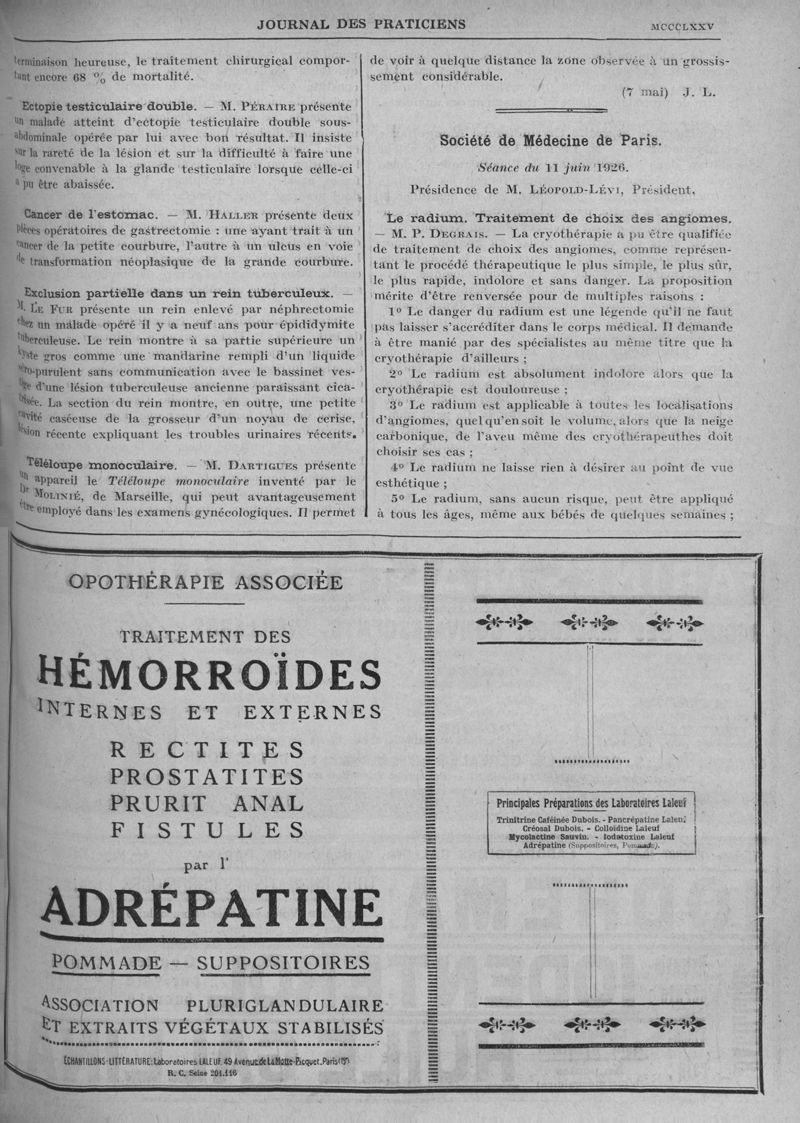 JOURNAL DES PRATICIENS
MCCCLXXV
terminaison heureuse, le traitement chirurgical compor-
tant encore 68 % de mortalité.
Ectopie testiculaire double. — M. PÉRAIRE présente
un malade atteint d'ectopie testiculaire double sous-
abdominale opérée par lui avec bon résultat. Il insiste
sur la rareté de la lésion et sur la difficulté à faire une
loge convenable à la glande testiculaire lorsque celle-ci
a pu être abaissée.
Cancer de l'estomac. — M. HALLER présente deux
pièces opératoires de gastrectomie : une ayant trait à un
cancer de la petite courbure, l'autre à un ulcus en voie
de transformation néoplasique de la grande courbure.
Exclusion partielle dans un rein tuberculeux. —
M. LE FUR présente un rein enlevé par néphrectomie
chez un malade opéré il y a neuf ans pour épididymite
tuberculeuse. Le rein montre à sa partie supérieure un
kyste gros comme une mandarine rempli d'un liquide
séro-purulent sans communication avec le bassinet ves-
tige d'une lésion tuberculeuse ancienne paraissant cica-
trisée. La section du rein montre, en outre, une petite
cavité caséeuse de la grosseur d'un noyau de cerise,
lésion récente expliquant les troubles urinaires récents.
Téléloupe monoculaire. — M. DARTIGUES présente
un appareil le Téléloupe monoculaire inventé par le
Dr MOLINIÉ, de Marseille, qui peut avantageusement
être employé dans les examens gynécologiques. Il permet
de voir à quelque distance la zone observée à un grossis-
sement considérable.
(7 mai) J. L.
Société de Médecine de Paris.
Séance du 11 juin 1926.
Présidence de M. LÉOPOLD-LÉVI, Président.
Le radium. Traitement de choix des angiomes.
— M. P. DEGRAIS. — La cryothérapie a pu être qualifiée
de traitement de choix des angiomes, comme représen-
tant le procédé thérapeutique le plus simple, le plus sûr,
le plus rapide, indolore et sans danger. La proposition
mérite d'être renversée pour de multiples raisons :
1° Le danger du radium est une légende qu'il ne faut
pas laisser s'accréditer dans le corps médical. Il demande
à être manié par des spécialistes au même titre que la
cryothérapie d'ailleurs ;
2° Le radium est absolument indolore alors que la
cryothérapie est douloureuse ;
3° Le radium est applicable à toutes les localisations
d'angiomes, quel qu'en soit le volume, alors que la neige
carbonique, de l'aveu même des cryothérapeuthes doit
choisir ses cas ;
4° Le radium ne laisse rien à désirer au point de vue
esthétique ;
5° Le radium, sans aucun risque, peut être appliqué
à tous les âges, même aux bébés de quelques semaines ;
OPOTHÉRAPIE ASSOCIÉE
TRAITEMENT DES
HÉMORROÏDES
INTERNES ET EXTERNES
RECTITES
PROSTATITES
PRURIT ANAL
FISTULES
par l'
ADRÉPATINE
POMMADE — SUPPOSITOIRES
ASSOCIATION PLURIGLANDULAIRE
ET EXTRAITS VÉGÉTAUX STABILISÉS
ÉCHANTILLONS-LITTÉRATURE: Laboratoires LALEUF. 49 Avenue de La Motte-Picquet. Paris
R. C. Seine 201.116
Principales Préparations des Laboratoires Laleuf
Trinitrine Caféinée Dubois. - Pancrépatine Laleuf
Créosal Dubois. - Colloïdine Laleuf
Mycolactine Sauvin. - Iodatoxine Laleuf
Adrépatine (Suppositoires, Pommade).